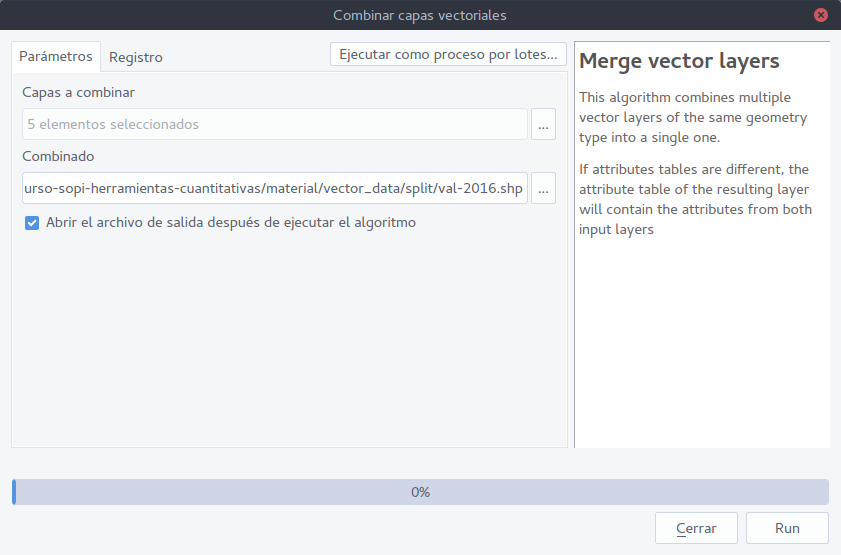 Combinar capas vectoriales
Parámetros
Registro
Ejecutar como proceso por lotes...
Capas a combinar
5 elementos seleccionados
...
Combinado
urso-sopi-herramientas-cuantitativas/material/vector_data/split/val-2016.shp
...
Abrir el archivo de salida después de ejecutar el algoritmo
Merge vector layers
This algorithm combines multiple
vector layers of the same geometry
type into a single one.
If attributes tables are different, the
attribute table of the resulting layer
will contain the attributes from both
input layers
0%
Cerrar
Run